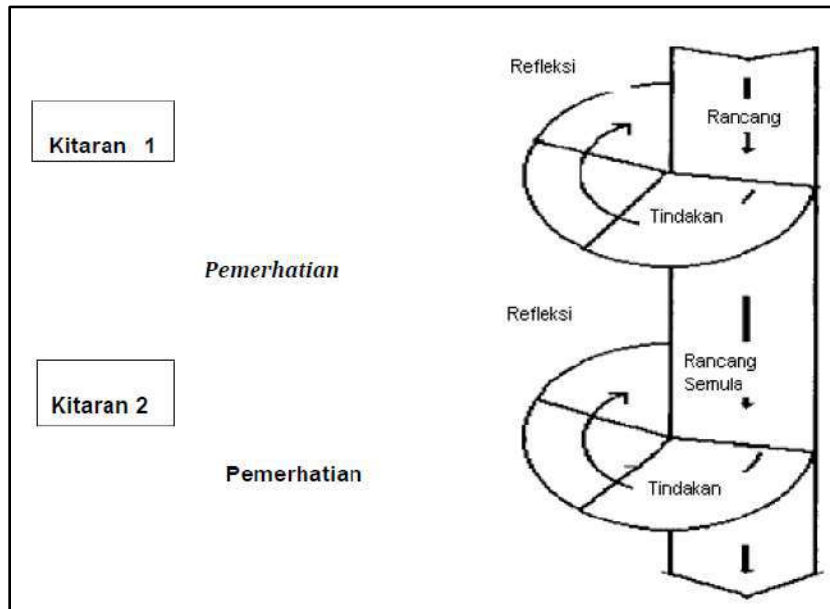 Refleksi
Rancang
Kitaran 1
Tindakan
Pemerhatian
Refleksi
Rancang
Semula
Kitaran 2
Pemerhatian
Tindakan